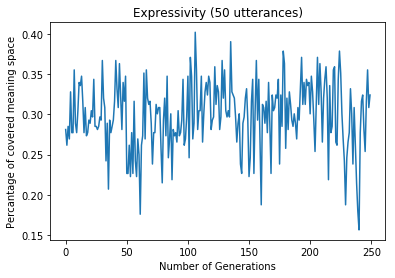 Expressivity (50 utterances)
0.40
0.35
0.30
0.25
0.20
0.15
Percantage of covered meaning space
0 50 100 150 200 250
Number of Generations